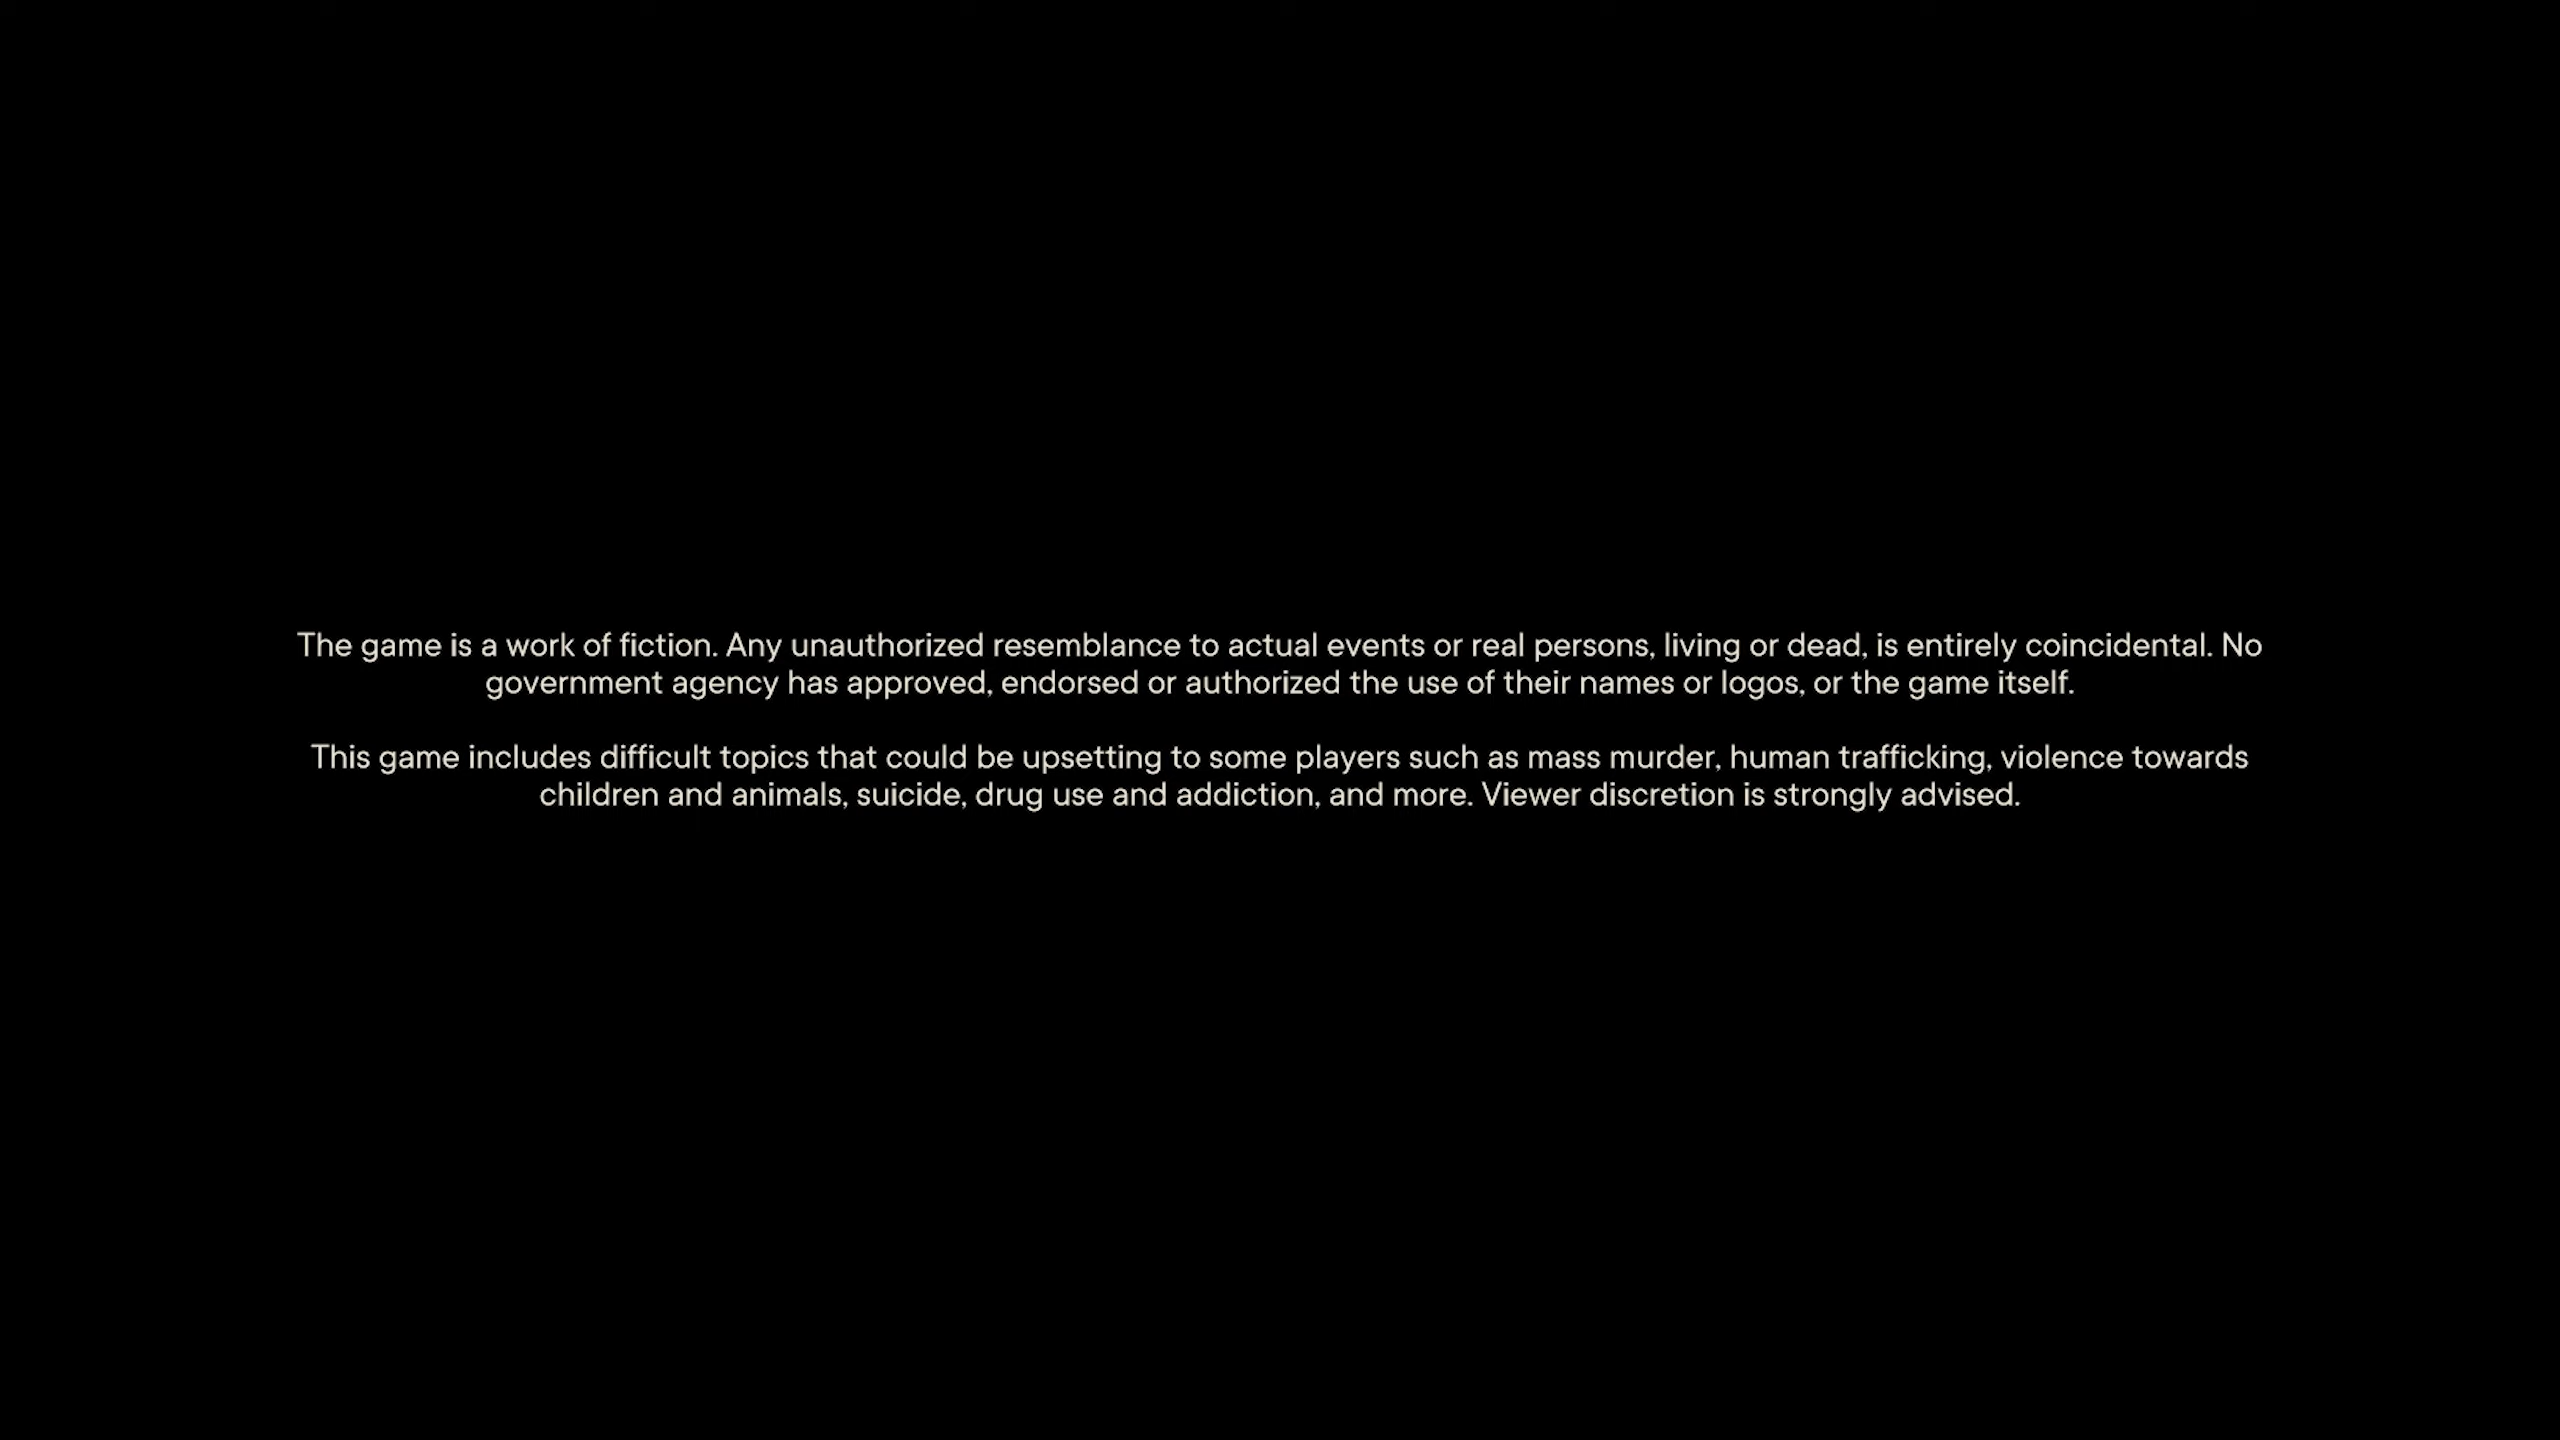 The game is a work of fiction. Any unauthorized resemblance to actual events or real persons, living or dead, is entirely coincidental. No
government agency has approved, endorsed or authorized the use of their names or logos, or the game itself.
This game includes difficult topics that could be upsetting to some players such as mass murder, human trafficking, violence towards
children and animals, suicide, drug use and addiction, and more. Viewer discretion is strongly advised.